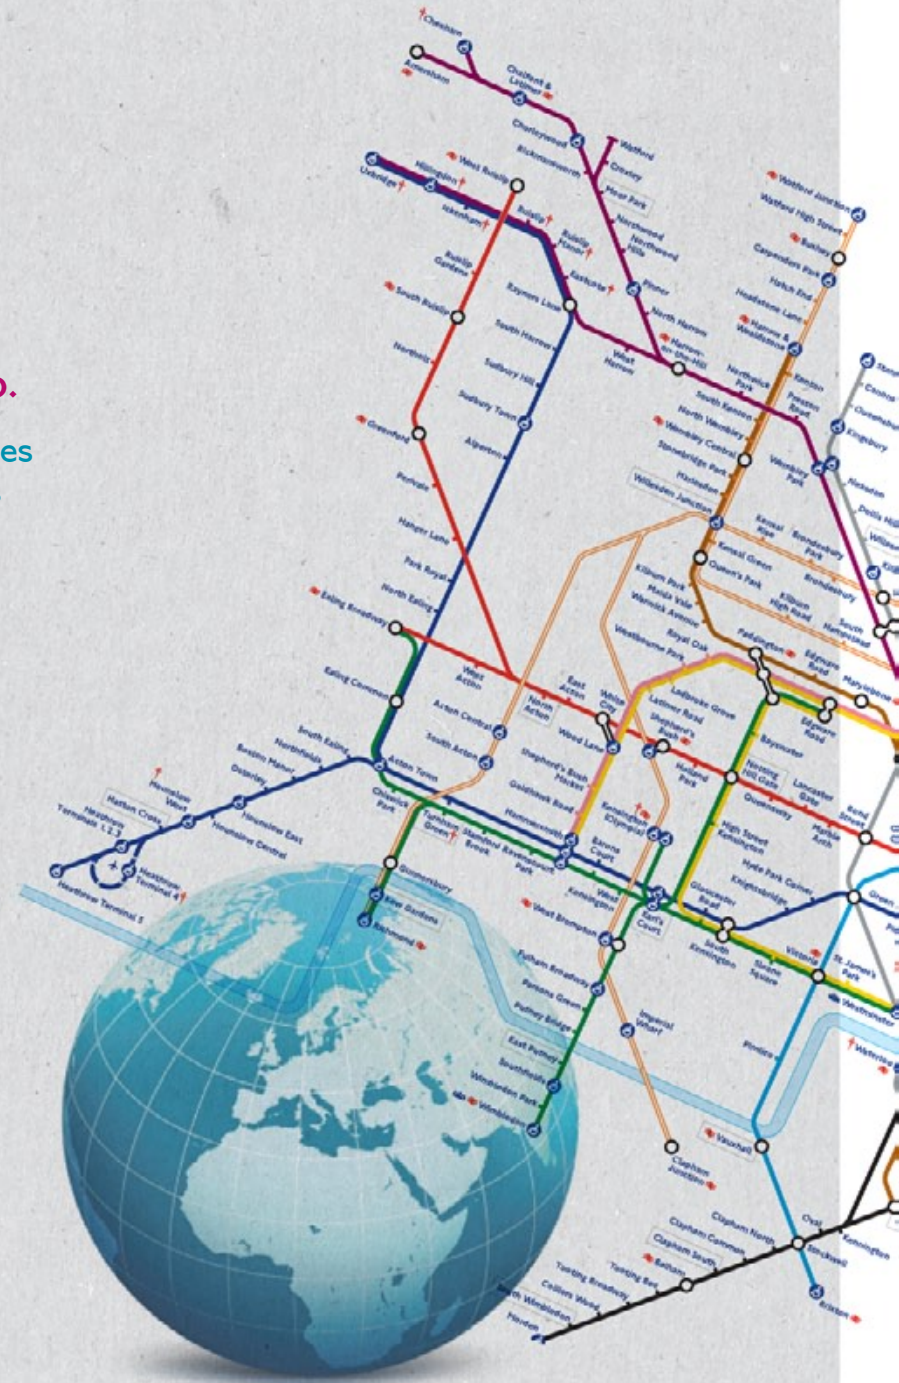 Chesham
Amersham
Chalfont &
Latimer
Chorleywood
Rickmansworth
Watford
Croxley
Moor Park
Northwood
Northwood
Hills
Pinner
North Harrow
Harrow-
on-the-Hill
West Ruislip
Uxbridge
Hillingdon
Ickenham
Ruislip
Ruislip
Manor
Eastcote
Rayners Lane
West
Harrow
Ruislip
Gardens
South Ruislip
Northolt
Greenford
Perivale
Hanger Lane
South Harrow
Sudbury Hill
Sudbury Town
Alperton
Park Royal
North Ealing
Ealing Broadway
Ealing Common
Watford Junction
Watford High Street
Bushey
Carpenders Park
Hatch End
Headstone Lane
Harrow &
Wealdstone
Kenton
Northwick
Park
Preston
Road
South Kenton
North Wembley
Wembley Central
Stonebridge Park
Harlesden
Willesden Junction
Wembley
Park
Kingsbury
Neasden
Dollis Hill
Kensal
Rise
Brondesbury
Park
Brondesbury
Kensal Green
Queen's Park
Kilburn
High Road
South
Hampstead
Kilburn Park
Maida Vale
Warwick Avenue
Royal Oak
Westbourne Park
Paddington
Edgware
Road
Marylebone
Edgware
Road
Ladbroke Grove
Latimer Road
Shepherd's
Bush
White
City
Wood Lane
East
Acton
North
Acton
West
Acton
Acton Central
South Acton
Shepherd's Bush
Market
Goldhawk Road
Hammersmith
Holland
Park
Notting
Hill Gate
Bayswater
Queensway
Lancaster
Gate
Marble
Arch
Bond
Street
High Street
Kensington
Kensington
(Olympia)
Hyde Park Corner
Knightsbridge
Gloucester
Road
South
Kensington
Sloane
Square
Victoria
St. James's
Park
Westminster
Green
Waterloo
Pimlico
Vauxhall
South Ealing
Northfields
Boston Manor
Osterley
Hounslow East
Hounslow Central
Hounslow
West
Hatton Cross
Heathrow
Terminals 1,2,3
Heathrow
Terminal 4
Heathrow Terminal 5
Acton Town
Chiswick
Park
Turnham
Green
Stamford
Brook
Ravenscourt
Park
Barons
Court
West
Kensington
Earl's
Court
Gunnersbury
Kew Gardens
Richmond
West Brompton
Fulham Broadway
Parsons Green
Putney Bridge
East Putney
Southfields
Wimbledon Park
Wimbledon
Imperial
Wharf
Clapham
Junction
Oval
Kennington
Stockwell
Brixton
Clapham North
Clapham Common
Clapham South
Balham
Tooting Bec
Tooting Broadway
Colliers Wood
South Wimbledon
Morden
es